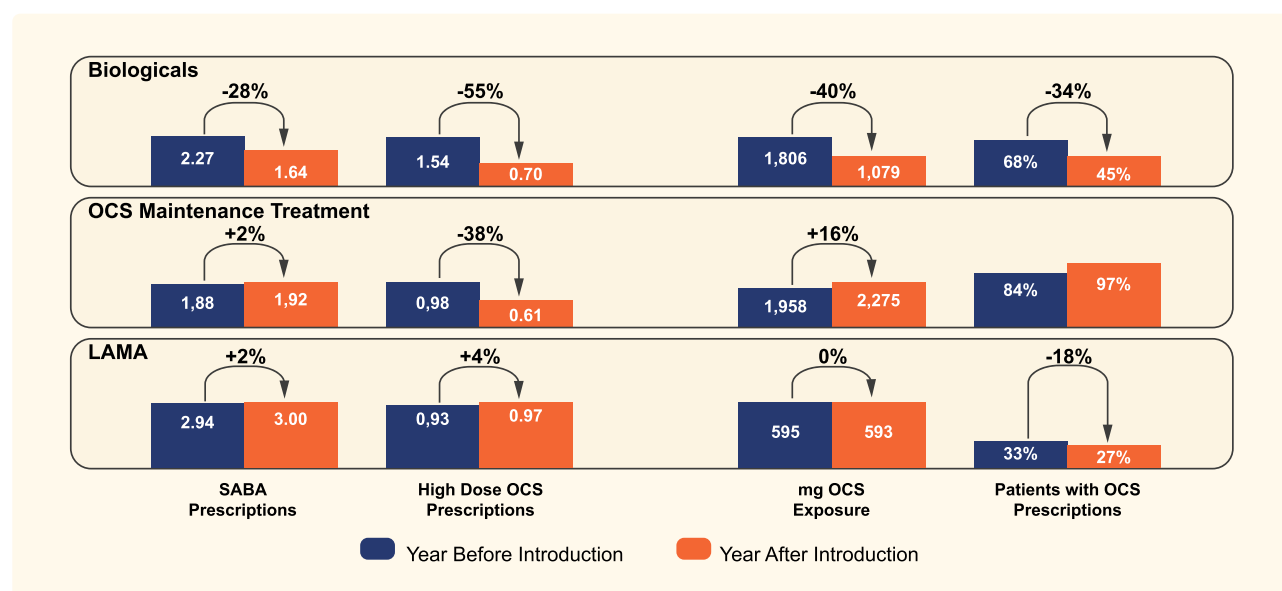 Biologicals
-28% -55% -40% -34%
2.27 1.64 1.54 0.70 1,806 1,079 68% 45%
OCS Maintenance Treatment
+2% -38% +16%
1,88 1,92 0,98 0.61 1,958 2,275 84% 97%
LAMA
+2% +4% 0% -18%
2.94 3.00 0,93 0.97 595 593 33% 27%
SABA High Dose OCS mg OCS Patients with OCS
Prescriptions Prescriptions Exposure Prescriptions
Year Before Introduction Year After Introduction